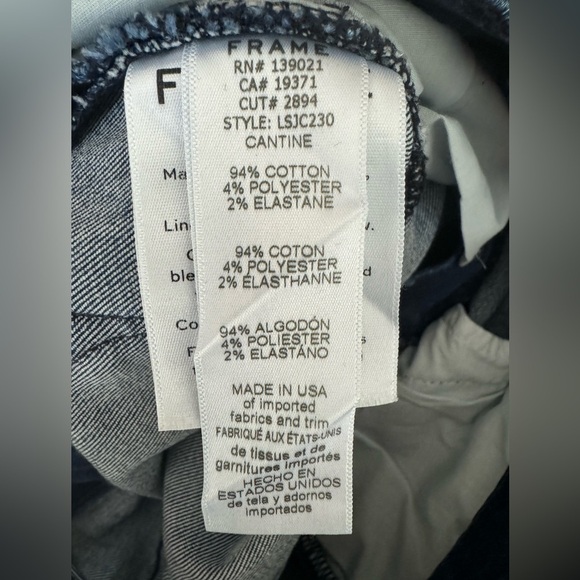 FRAME
RN# 139021
CA# 19371
CUT# 2894
STYLE: LSJC230
CANTINE
94% COTTON
4% POLYESTER
2% ELASTANE
94% COTON
4% POLYESTER
2% ELASTHANNE
94% ALGODÓN
4% POLIESTER
2% ELASTÁNO
MADE IN USA
of imported
fabrics and trim
FABRIQUÉ AUX ÉTATS-UNIS
de tissus et de
garnitures importés
HECHO EN
ESTADOS UNIDOS
de tela y adornos
importados